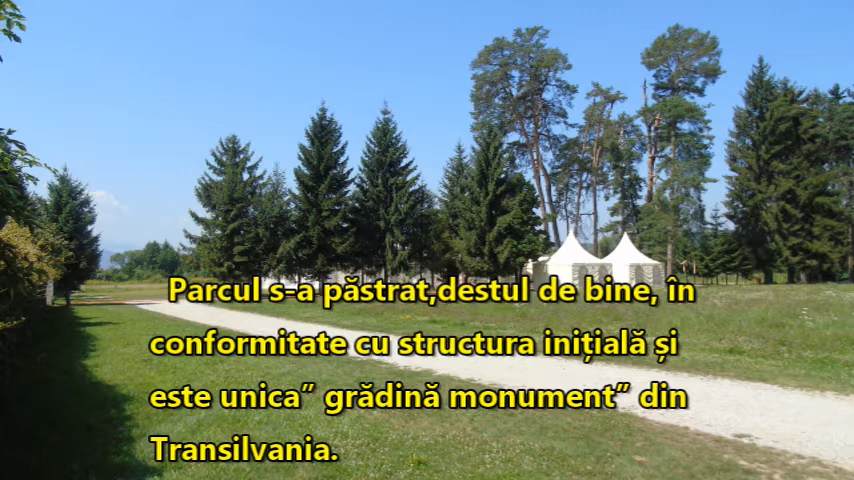 Parcul s-a păstrat,destul de bine, în
conformitate cu structura inițială și
este unica” grădină monument” din
Transilvania.